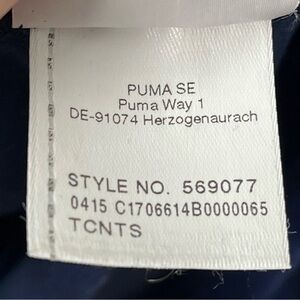 PUMA SE
Puma Way 1
DE-91074 Herzogenaurach
STYLE NO. 569077
0415 C1706614B0000065
TCNTS